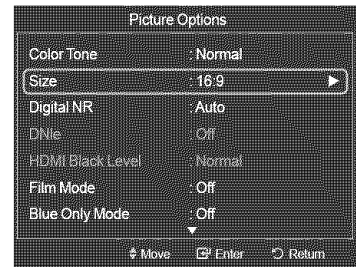 Picture Options
Color Tone : Normal
Size : 16:9
Digital NR : Auto
DNIe : Off
HDMI Black Level : Normal
Film Mode : Off
Blue Only Mode : Off
Move Enter Return